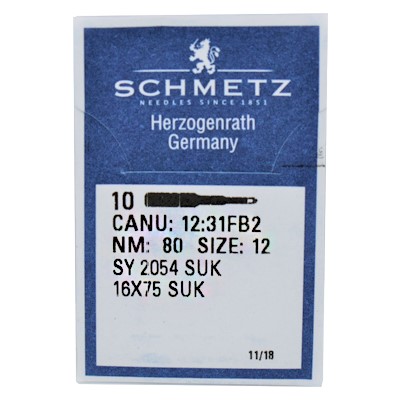 SCHMETZ
NEEDLES SINCE 1851
Herzogenrath
Germany
10
CANU: 12:31FB2
NM: 80 SIZE: 12
SY 2054 SUK
16X75 SUK
11/18